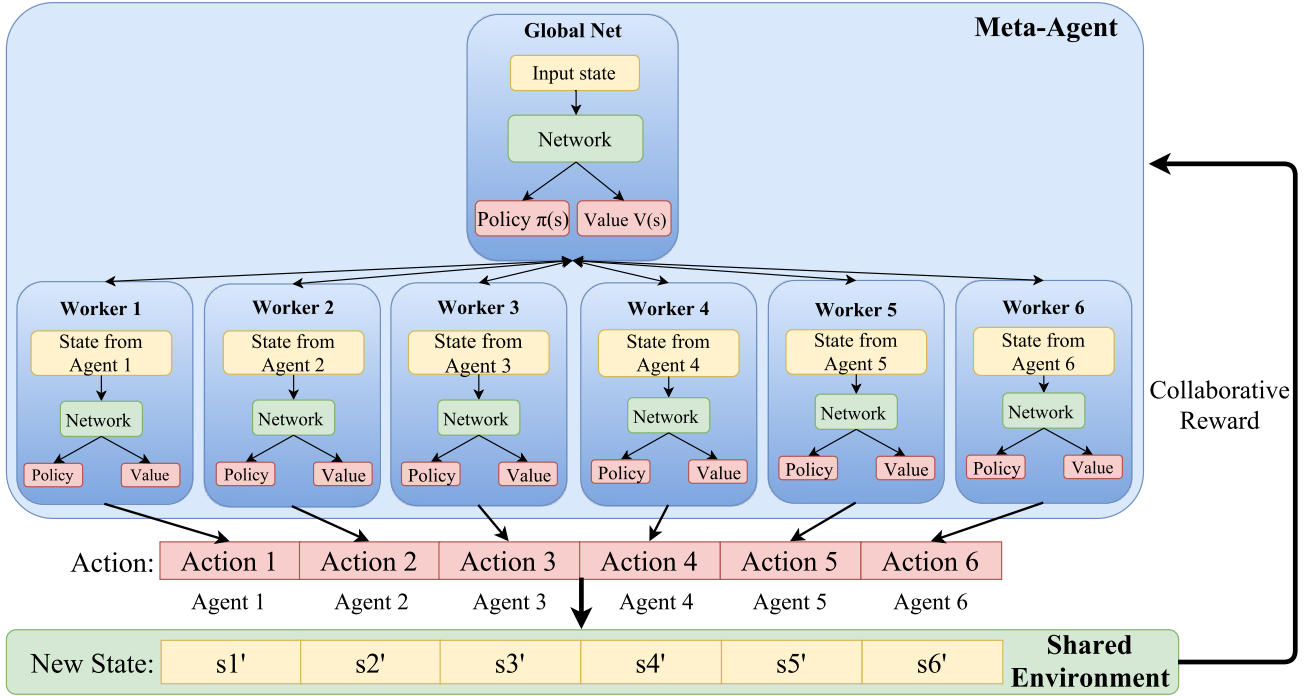 Meta-Agent
Global Net
Input state
Network
Policy π(s)
Value V(s)
Worker 1
State from
Agent 1
Network
Policy
Value
Worker 2
State from
Agent 2
Network
Policy
Value
Worker 3
State from
Agent 3
Network
Policy
Value
Worker 4
State from
Agent 4
Network
Policy
Value
Worker 5
State from
Agent 5
Network
Policy
Value
Worker 6
State from
Agent 6
Network
Policy
Value
Collaborative
Reward
Action: Action 1 Action 2 Action 3 Action 4 Action 5 Action 6
Agent 1 Agent 2 Agent 3 Agent 4 Agent 5 Agent 6
New State: s1' s2' s3' s4' s5' s6'
Shared
Environment